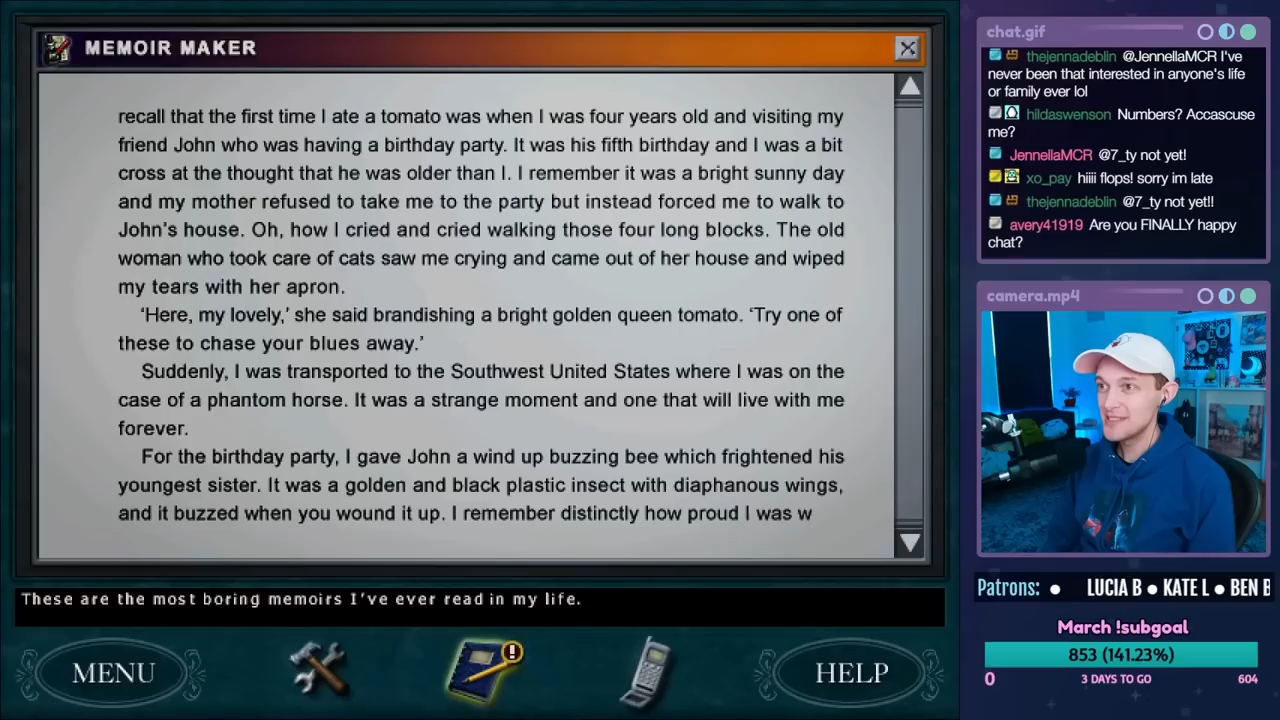 MEMOIR MAKER
recall that the first time I ate a tomato was when I was four years old and visiting my
friend John who was having a birthday party. It was his fifth birthday and I was a bit
cross at the thought that he was older than I. I remember it was a bright sunny day
and my mother refused to take me to the party but instead forced me to walk to
John's house. Oh, how I cried and cried walking those four long blocks. The old
woman who took care of cats saw me crying and came out of her house and wiped
my tears with her apron.
‘Here, my lovely,’ she said brandishing a bright golden queen tomato. ‘Try one of
these to chase your blues away.’
Suddenly, I was transported to the Southwest United States where I was on the
case of a phantom horse. It was a strange moment and one that will live with me
forever.
For the birthday party, I gave John a wind up buzzing bee which frightened his
youngest sister. It was a golden and black plastic insect with diaphanous wings,
and it buzzed when you wound it up. I remember distinctly how proud I was w
These are the most boring memoirs I've ever read in my life.
MENU
HELP
chat.gif
thejennadeblin @JennellaMCR I've
never been that interested in anyone's life
or family ever lol
hildaswenson Numbers? Accascuse
me?
JennellaMCR @7_ty not yet!
xo_pay hiiii flops! sorry im late
thejennadeblin @7_ty not yet!!
avery41919 Are you FINALLY happy
chat?
camera.mp4
Patrons: ● LUCIA B ● KATE L ● BEN B
March !subgoal
853 (141.23%)
0 3 DAYS TO GO 604